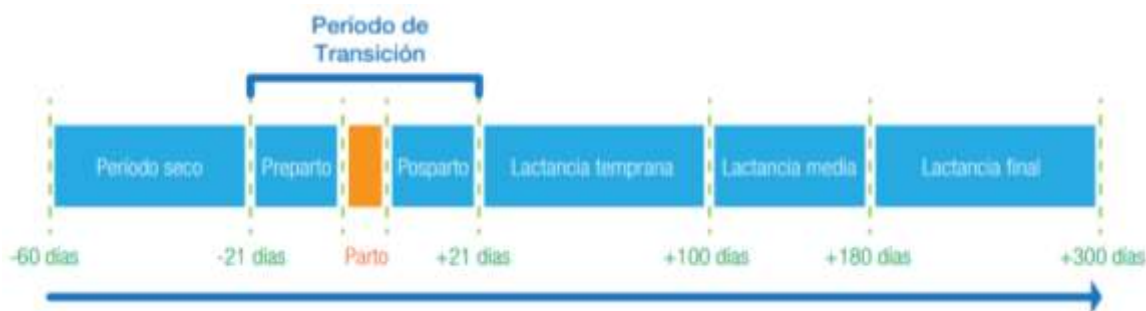 Periodo de
Transición
Periodo seco Preparto Posparto Lactancia temprana Lactancia media Lactancia final
-60 días -21 días Parto +21 días +100 días +180 días +300 días